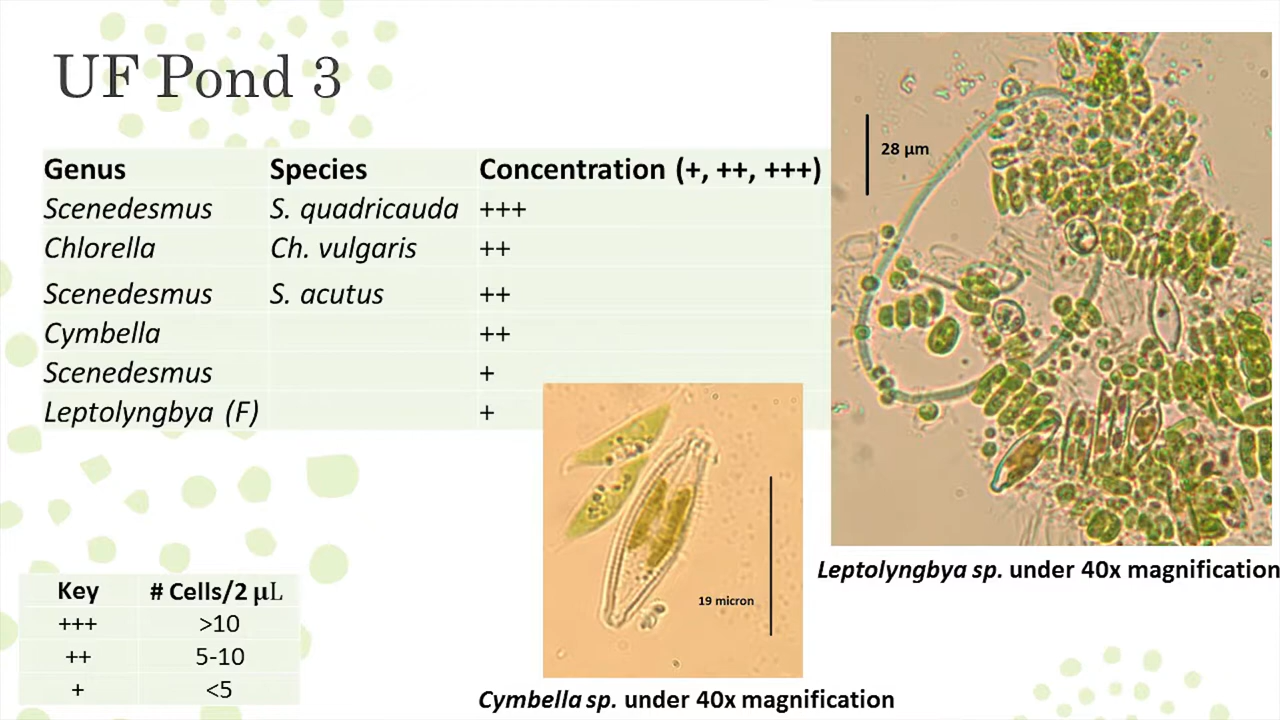 UF Pond 3
Genus Species Concentration (+, ++, +++)
Scenedesmus S. quadricauda +++
Chlorella Ch. vulgaris ++
Scenedesmus S. acutus ++
Cymbella ++
Scenedesmus +
Leptolyngbya (F) +
28 μm
19 micron
Leptolyngbya sp. under 40x magnification
Cymbella sp. under 40x magnification
Key # Cells/2 μL
+++ >10
++ 5-10
+ <5